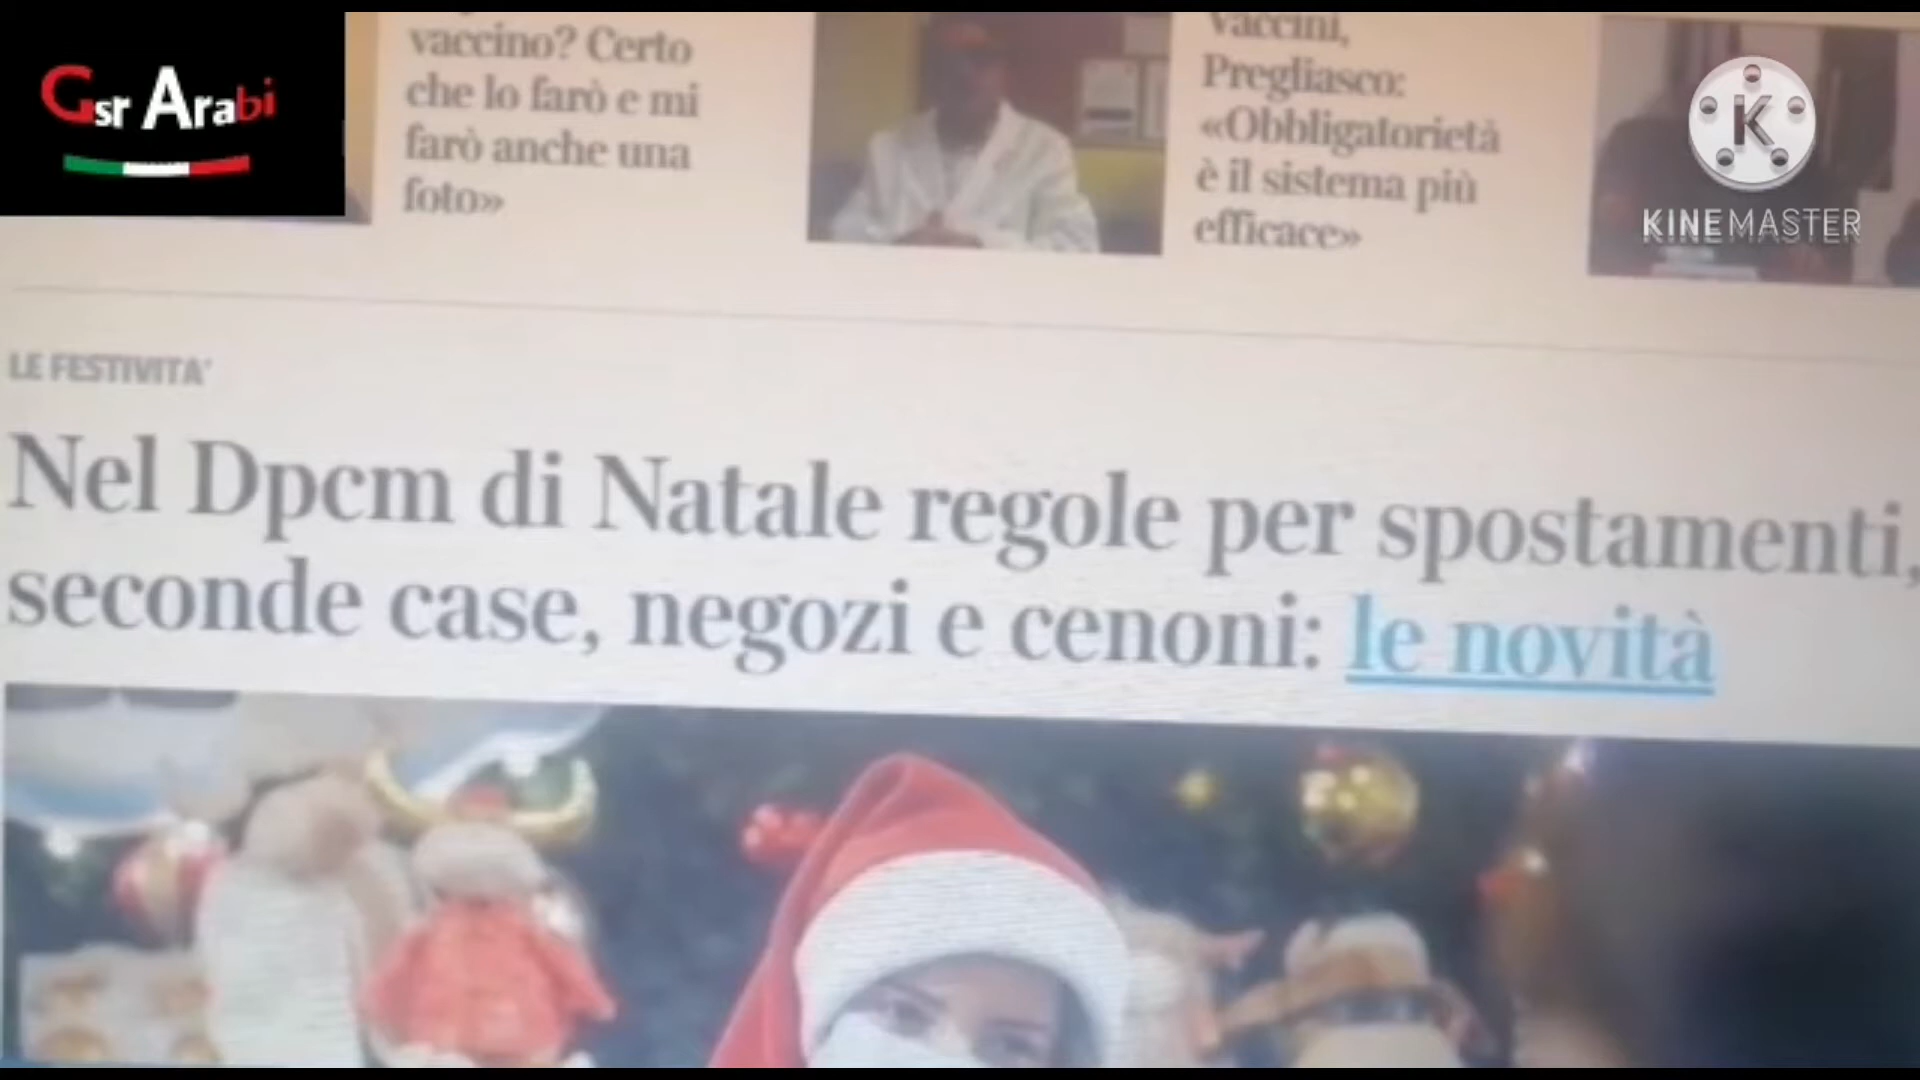 Gsr Arabi
vaccino? Certo
che lo farò e mi
farò anche una
foto»
Vaccini,
Pregliasco:
«Obbligatorietà
è il sistema più
efficace»
KINEMASTER
LE FESTIVITA'
Nel Dpcm di Natale regole per spostamenti,
seconde case, negozi e cenoni: le novità